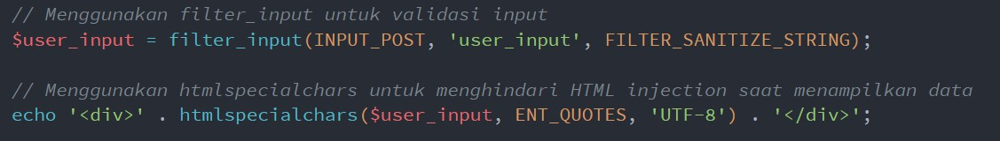 // Menggunakan filter_input untuk validasi input
$user_input = filter_input(INPUT_POST, 'user_input', FILTER_SANITIZE_STRING);
// Menggunakan htmlspecialchars untuk menghindari HTML injection saat menampilkan data
echo '<div>' . htmlspecialchars($user_input, ENT_QUOTES, 'UTF-8') . '</div>';